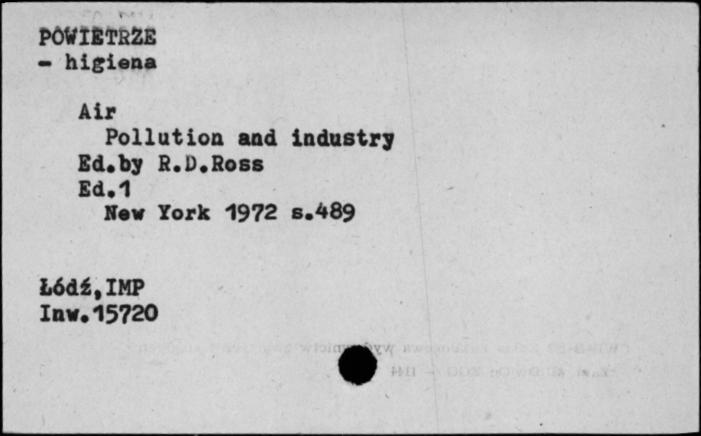 POWIETRZE
- higiena
Air
Pollution and industry
Ed.by R.D.Ross
Ed.1
New York 1972 s.489
Łódź,IMP
Inw.15720